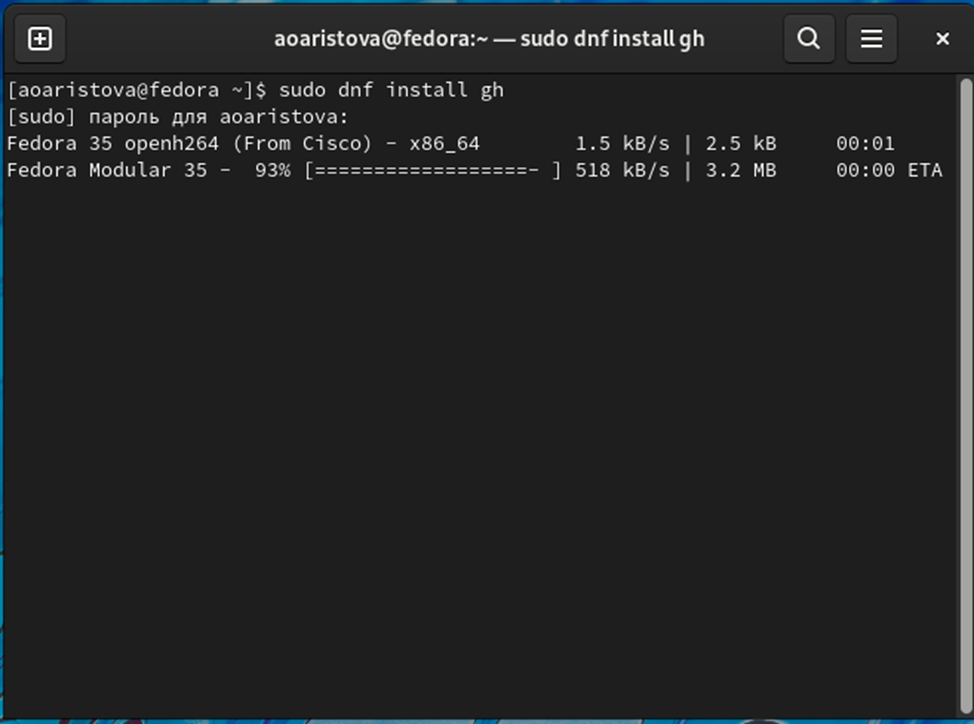 aoaristova@fedora:~ — sudo dnf install gh
[aoaristova@fedora ~]$ sudo dnf install gh
[sudo] пароль для aoaristova:
Fedora 35 openh264 (From Cisco) - x86_64        1.5 kB/s | 2.5 kB     00:01
Fedora Modular 35 -  93% [==================- ] 518 kB/s | 3.2 MB     00:00 ETA